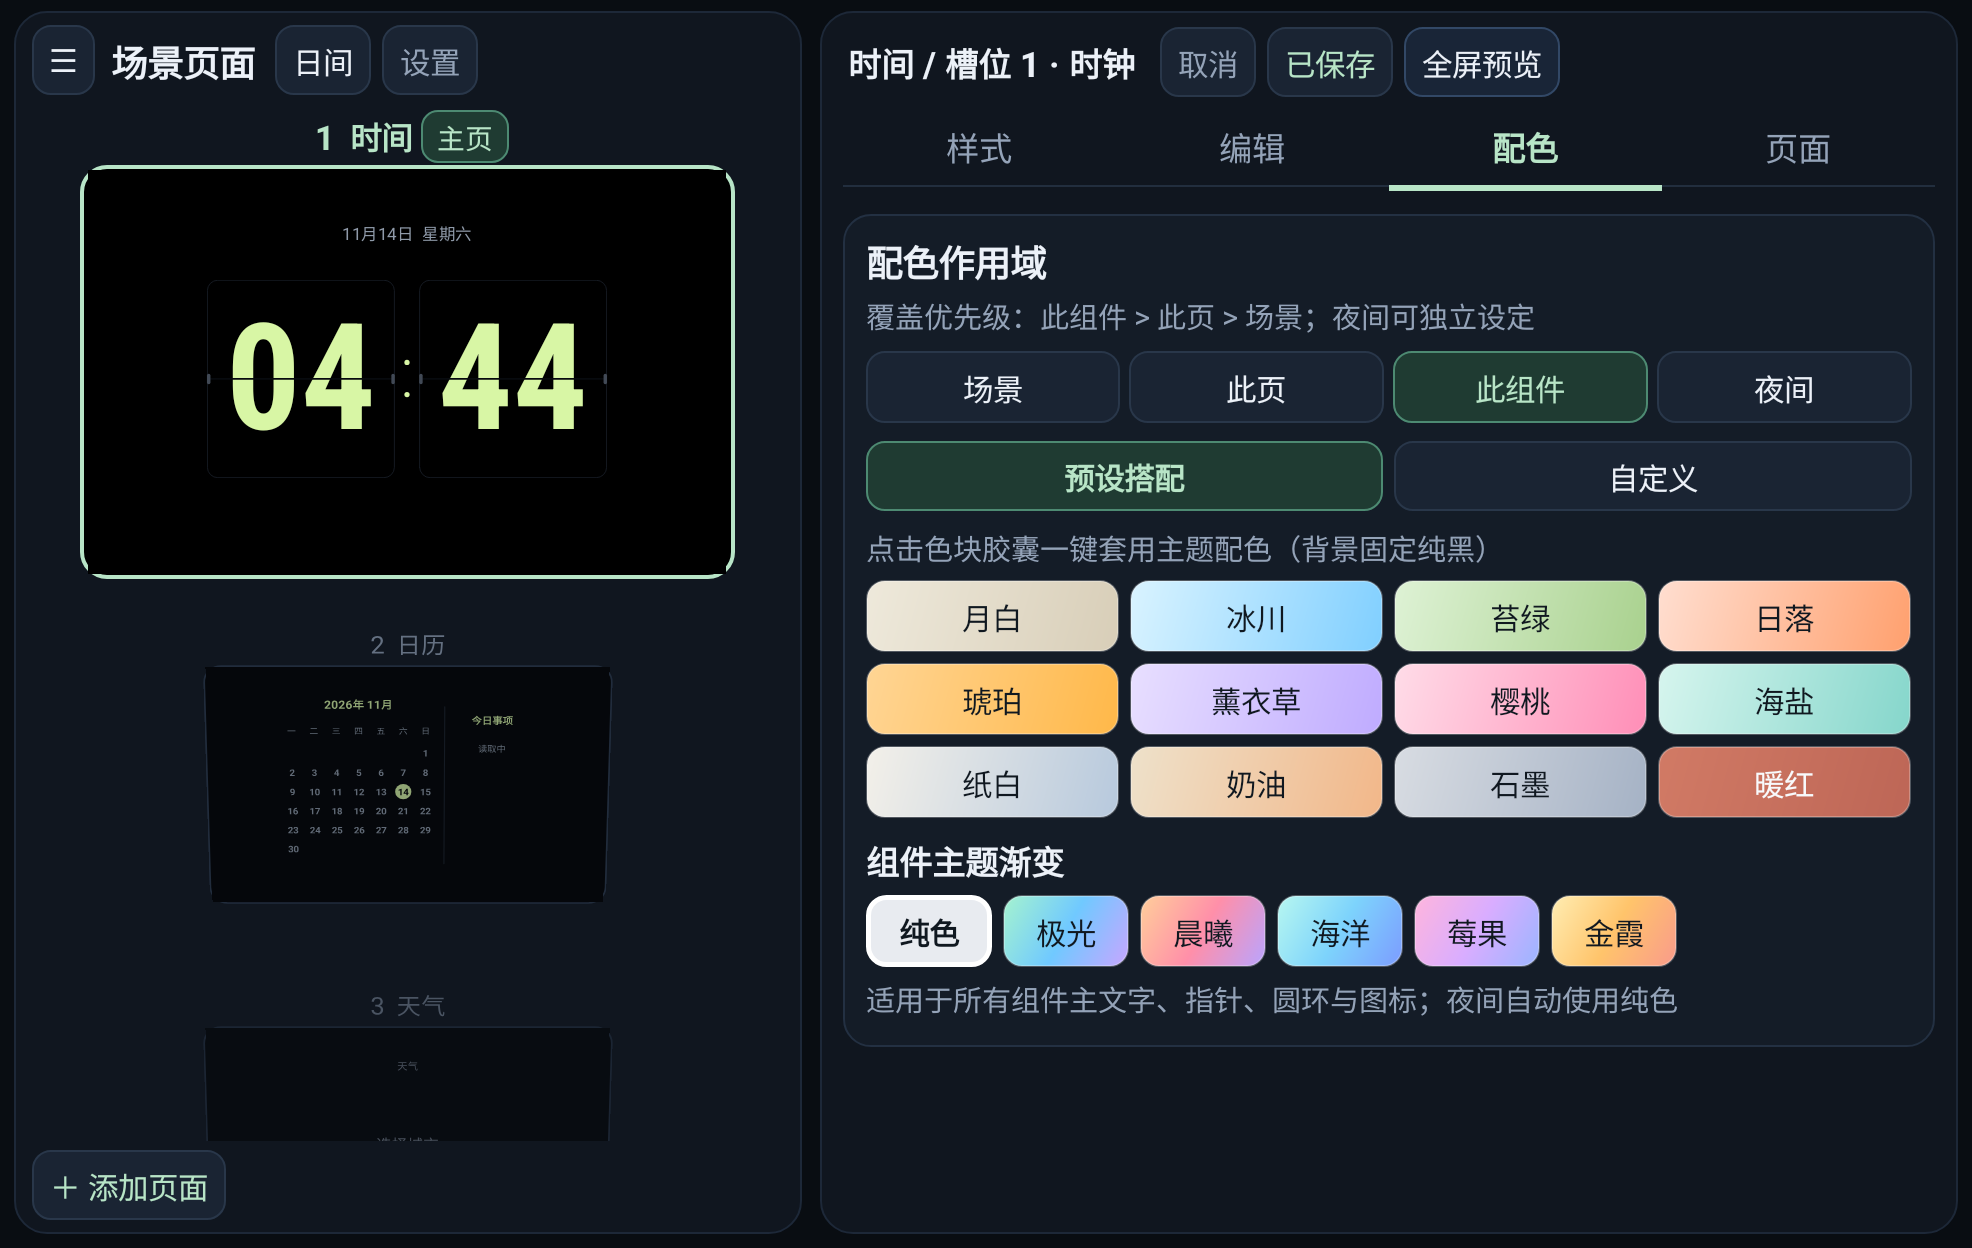 ☰ 场景页面 日间 设置
1 时间 主页
11月14日 星期六
04:44
2 日历
2026年 11月
一 二 三 四 五 六 日
1
2 3 4 5 6 7 8
9 10 11 12 13 14 15
16 17 18 19 20 21 22
23 24 25 26 27 28 29
30
今日事项
读取中
3 天气
天气
＋ 添加页面
时间 / 槽位 1 · 时钟 取消 已保存 全屏预览
样式 编辑 配色 页面
配色作用域
覆盖优先级：此组件 > 此页 > 场景；夜间可独立设定
场景 此页 此组件 夜间
预设搭配 自定义
点击色块胶囊一键套用主题配色（背景固定纯黑）
月白 冰川 苔绿 日落
琥珀 薰衣草 樱桃 海盐
纸白 奶油 石墨 暖红
组件主题渐变
纯色 极光 晨曦 海洋 莓果 金霞
适用于所有组件主文字、指针、圆环与图标；夜间自动使用纯色